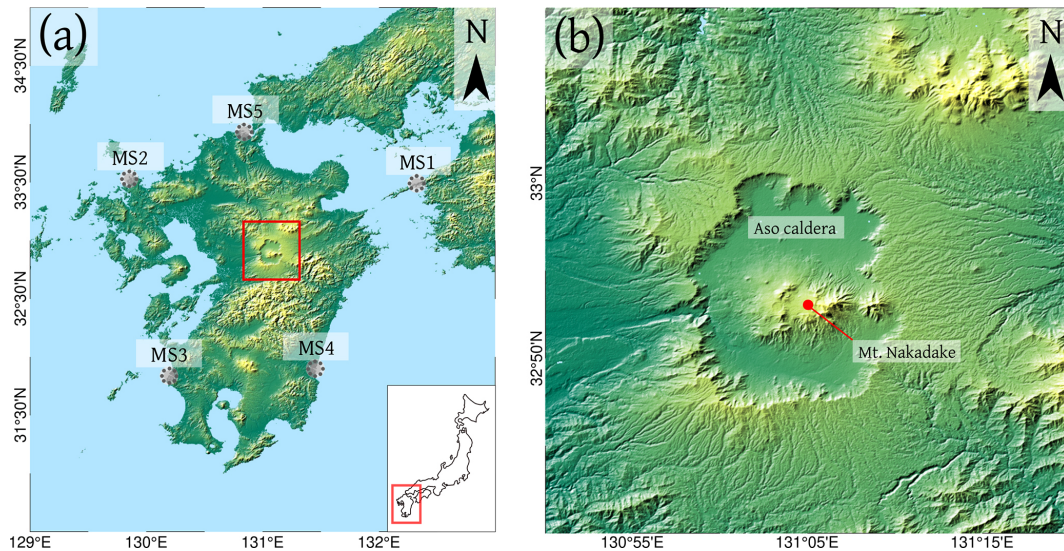 (a)
N
34°30'N
33°30'N
32°30'N
31°30'N
MS5
MS2
MS1
MS3
MS4
129°E
130°E
131°E
132°E
(b)
N
33°N
32°50'N
Aso caldera
Mt. Nakadake
130°55'E
131°05'E
131°15'E